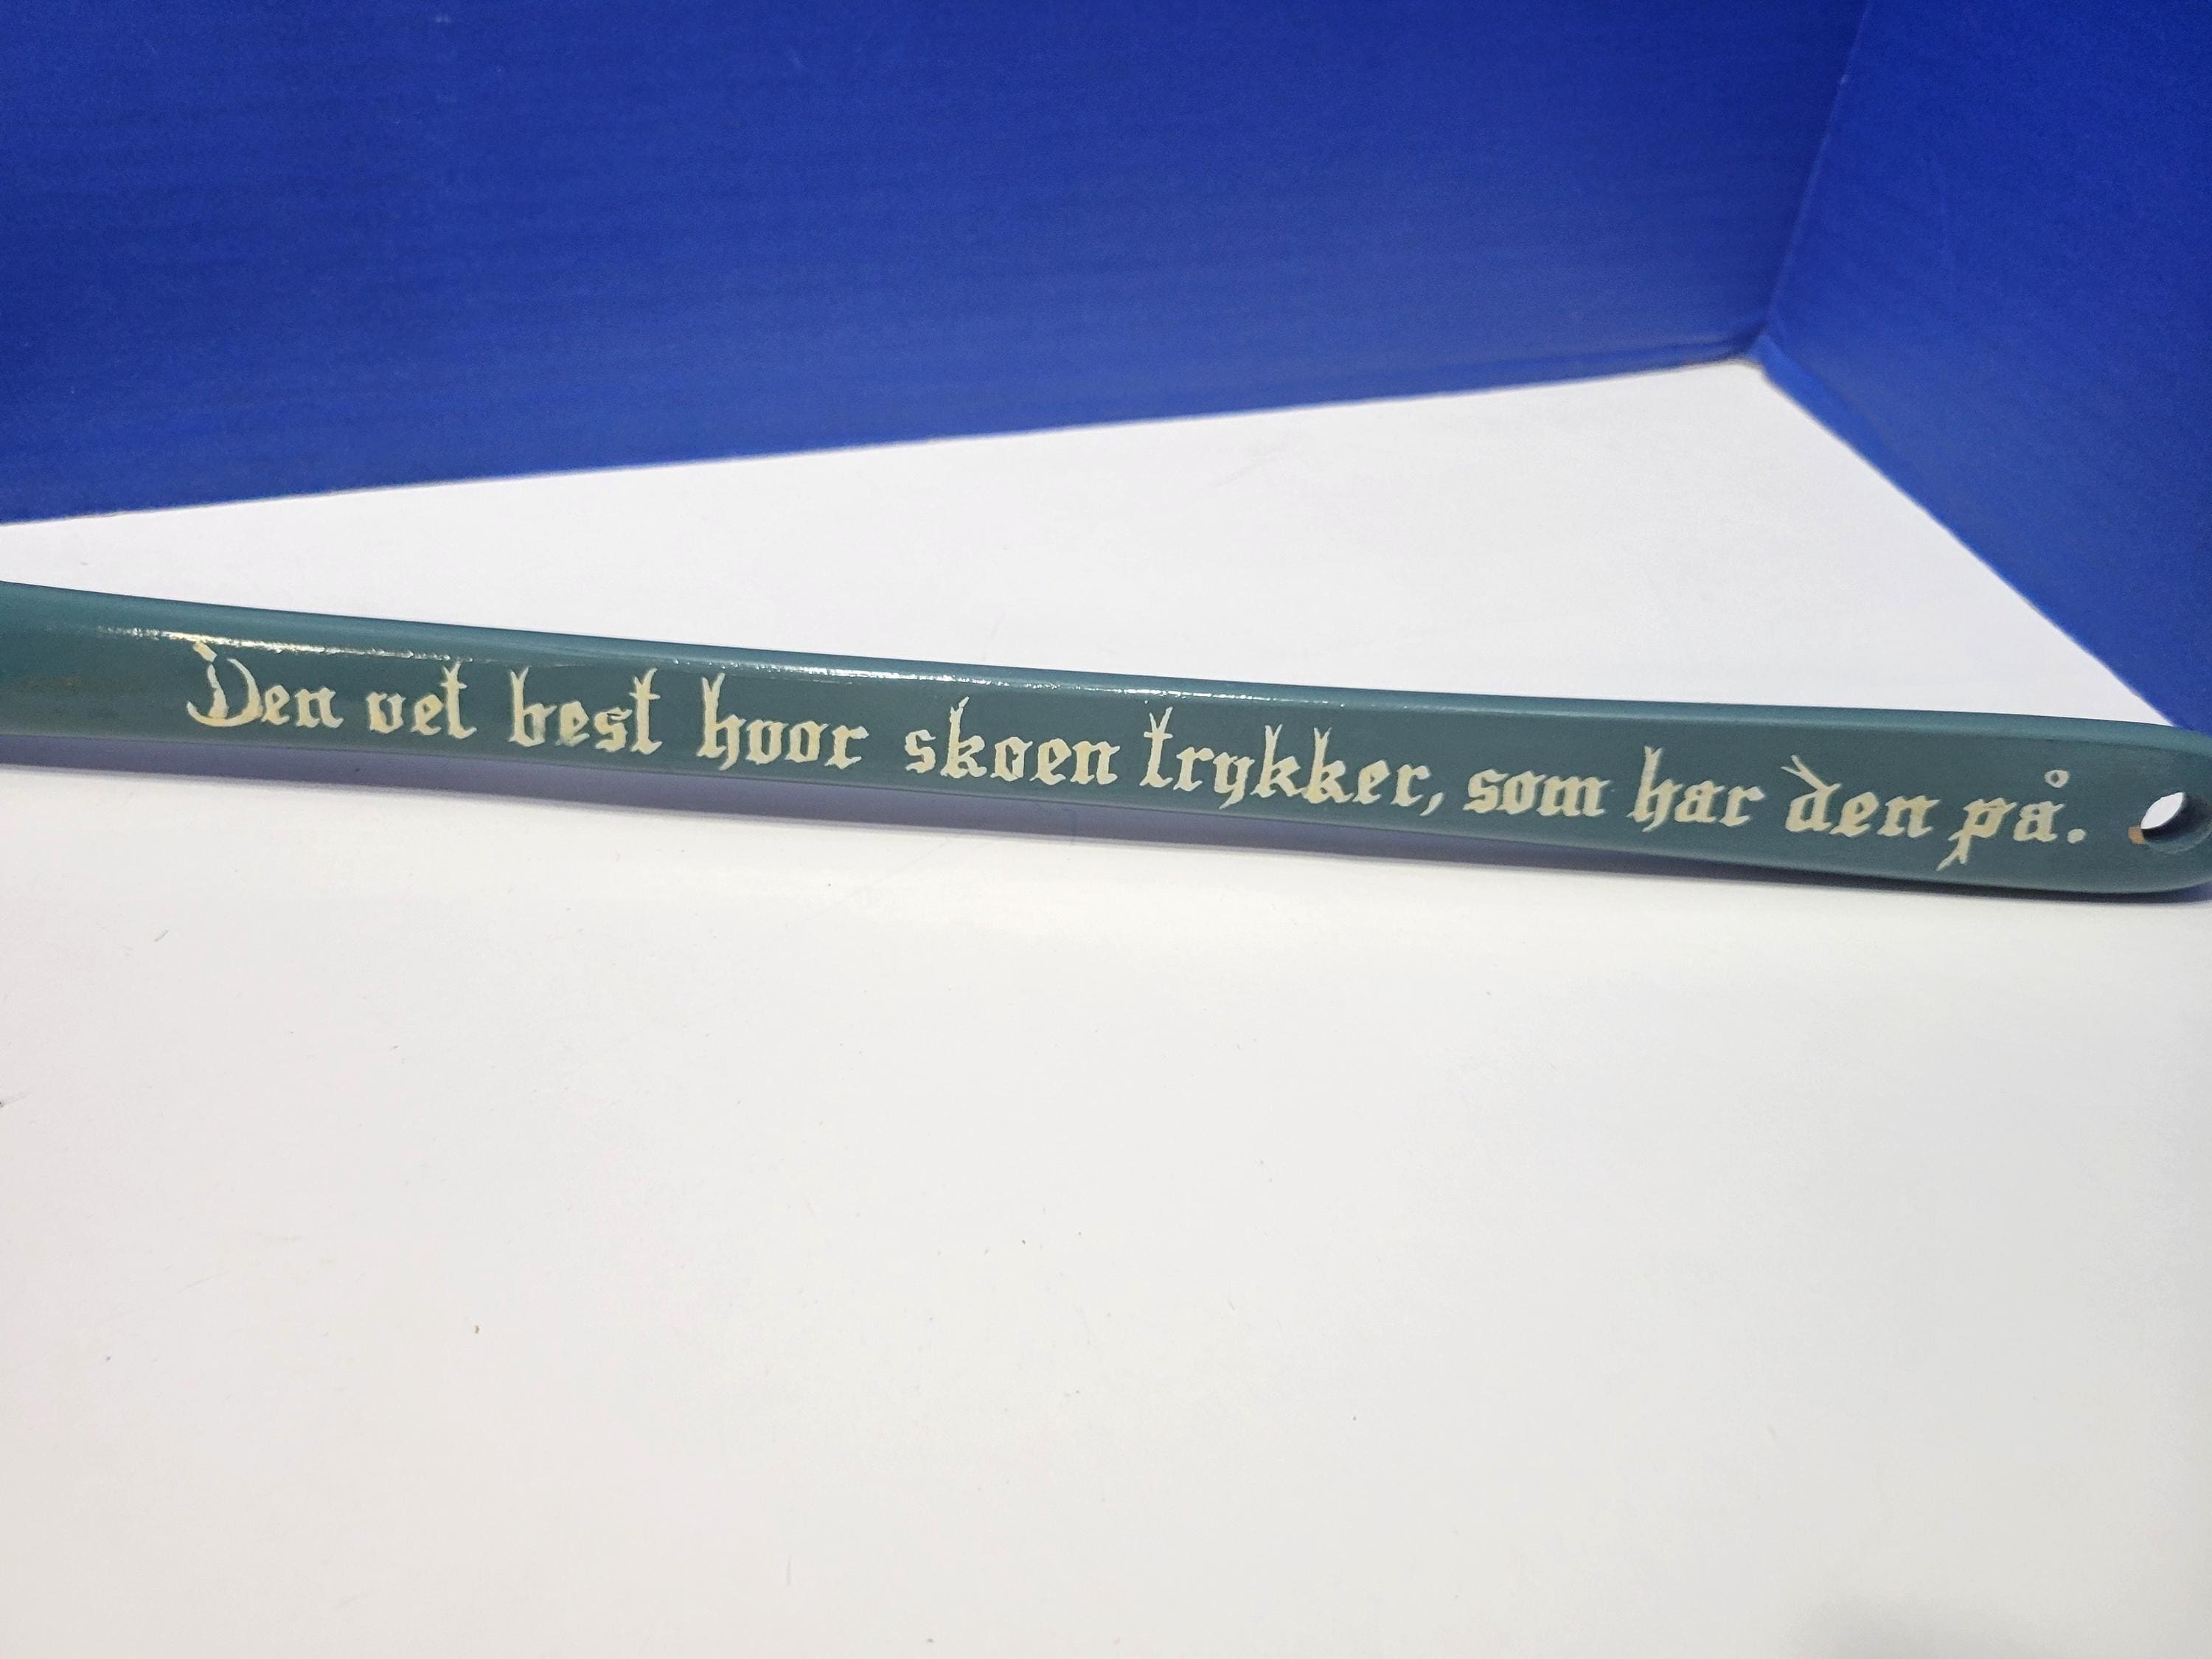 Den vet best hvor skoen trykker, som har den på.